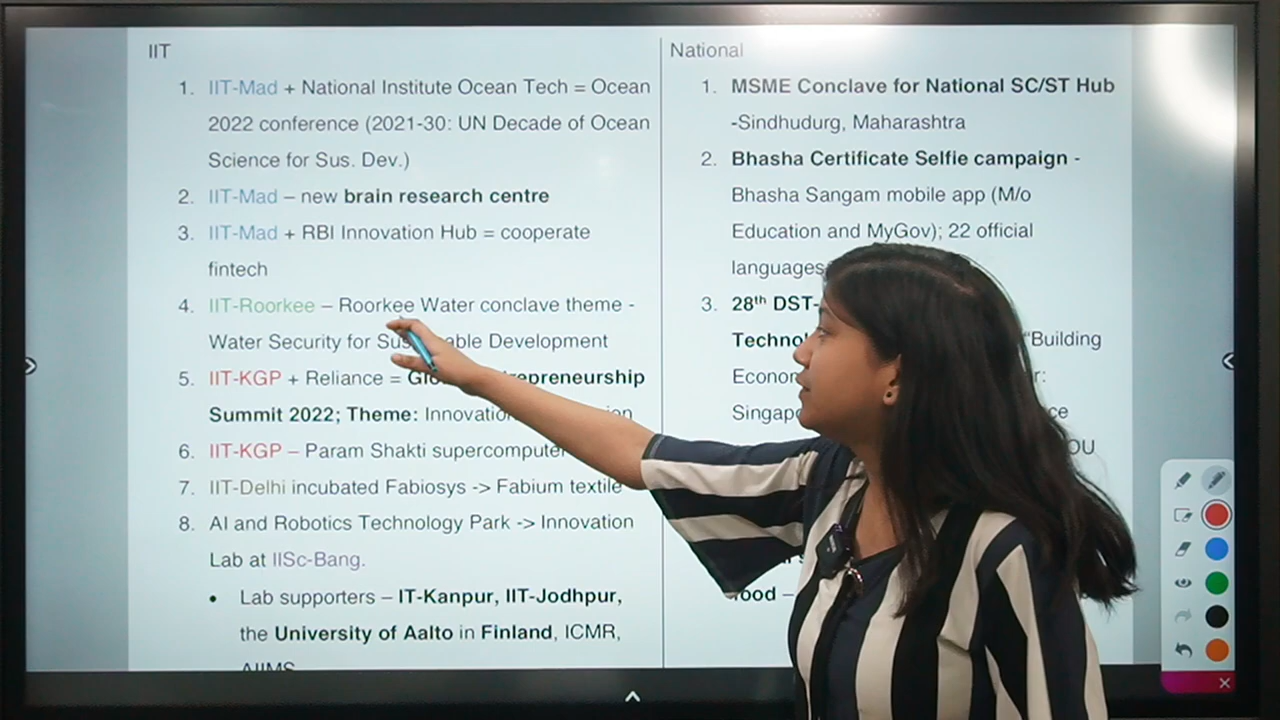 IIT
1. IIT-Mad + National Institute Ocean Tech = Ocean
2022 conference (2021-30: UN Decade of Ocean
Science for Sus. Dev.)
2. IIT-Mad – new brain research centre
3. IIT-Mad + RBI Innovation Hub = cooperate
fintech
4. IIT-Roorkee – Roorkee Water conclave theme -
Water Security for Development
5. IIT-KGP + Reliance =
Summit 2022; Theme:
6. IIT-KGP – Param Shakti
7. IIT-Delhi incubated Fabiosys -> Fabium textile
8. AI and Robotics Technology Park -> Innovation
Lab at IISc-Bang.
• Lab supporters – IT-Kanpur, IIT-Jodhpur,
the University of Aalto in Finland, ICMR,
AIIMS
National
1. MSME Conclave for National SC/ST Hub
-Sindhudurg, Maharashtra
2. Bhasha Certificate Selfie campaign -
Bhasha Sangam mobile app (M/o
Education and MyGov); 22 official
languages
3. 28th DST-
"Building
food –